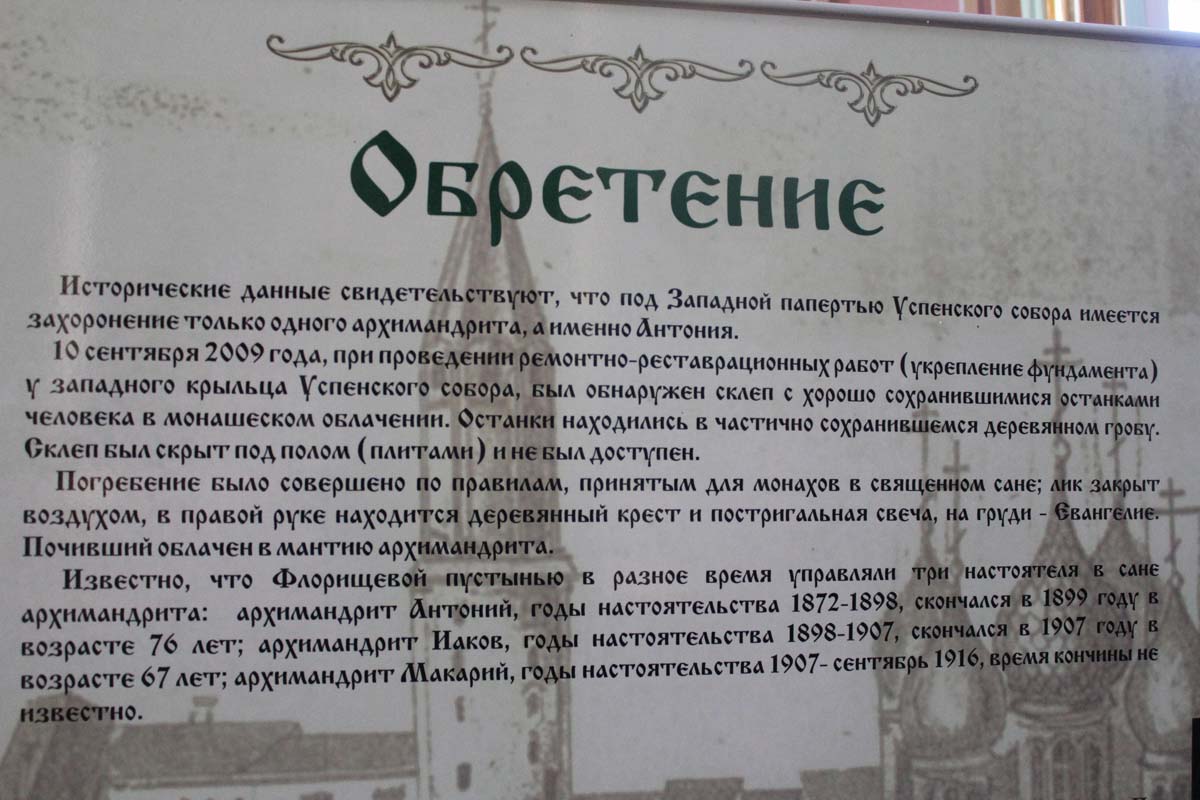 Обретение
Исторические данные свидетельствуют, что под Западной папертью Успенского собора имеется
захоронение только одного архимандрита, а именно Антония.
10 сентября 2009 года, при проведении ремонтно-реставрационных работ (укрепление фундамента)
у западного крыльца Успенского собора, был обнаружен склеп с хорошо сохранившимися останками
человека в монашеском облачении. Останки находились в частично сохранившемся деревянном гробу.
Склеп был скрыт под полом (плитами) и не был доступен.
Погребение было совершено по правилам, принятым для монахов в священном сане; лик закрыт
воздухом, в правой руке находится деревянный крест и постригальная свеча, на груди - Евангелие.
Почивший облачен в мантию архимандрита.
Известно, что Флорищевой пустынью в разное время управляли три настоятеля в сане
архимандрита: архимандрит Антоний, годы настоятельства 1872-1898, скончался в 1899 году в
возрасте 76 лет; архимандрит Иаков, годы настоятельства 1898-1907, скончался в 1907 году в
возрасте 67 лет; архимандрит Макарий, годы настоятельства 1907- сентябрь 1916, время кончины не
известно.